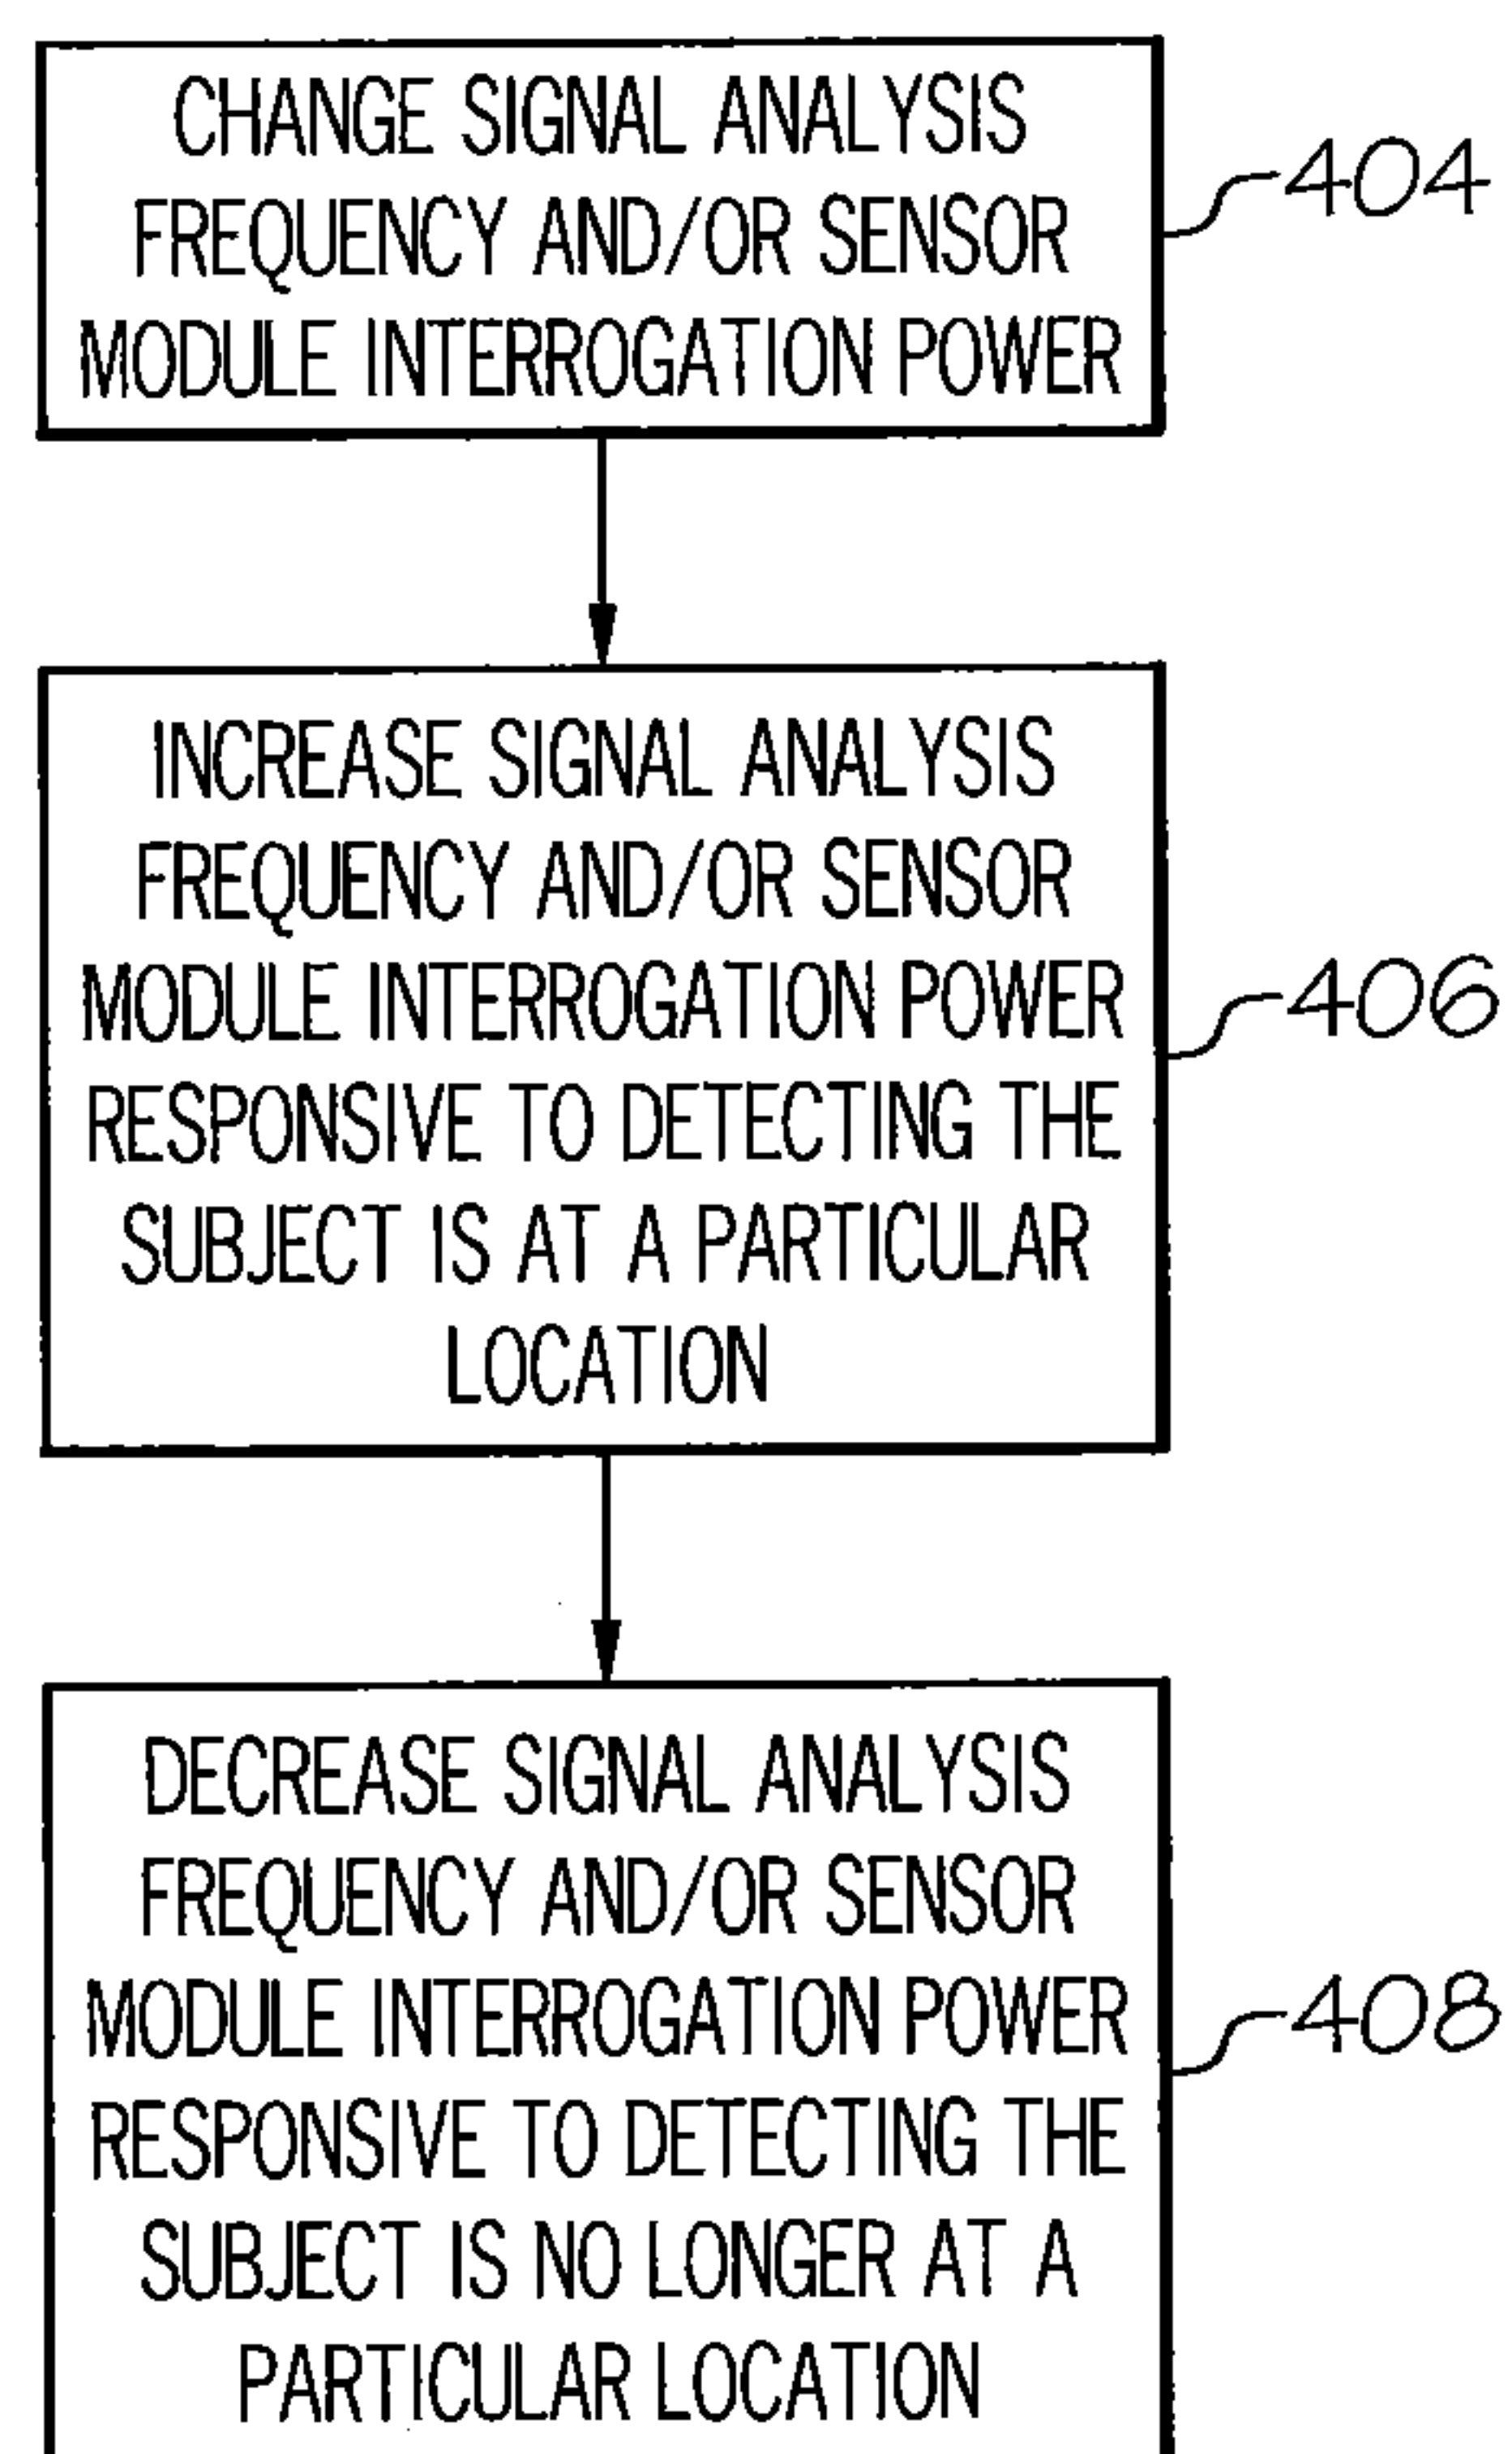 CHANGE SIGNAL ANALYSIS
FREQUENCY AND/OR SENSOR
MODULE INTERROGATION POWER
404
INCREASE SIGNAL ANALYSIS
FREQUENCY AND/OR SENSOR
MODULE INTERROGATION POWER
RESPONSIVE TO DETECTING THE
SUBJECT IS AT A PARTICULAR
LOCATION
406
DECREASE SIGNAL ANALYSIS
FREQUENCY AND/OR SENSOR
MODULE INTERROGATION POWER
RESPONSIVE TO DETECTING THE
SUBJECT IS NO LONGER AT A
PARTICULAR LOCATION
408